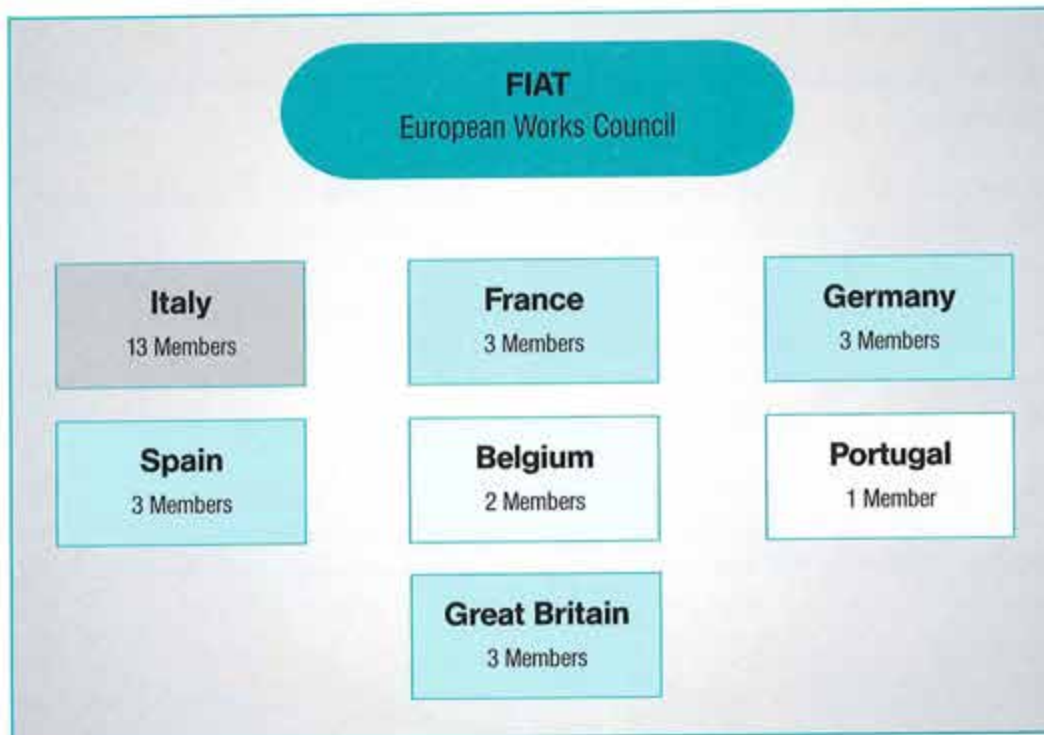 FIAT
European Works Council
Italy
13 Members
France
3 Members
Germany
3 Members
Spain
3 Members
Belgium
2 Members
Portugal
1 Member
Great Britain
3 Members